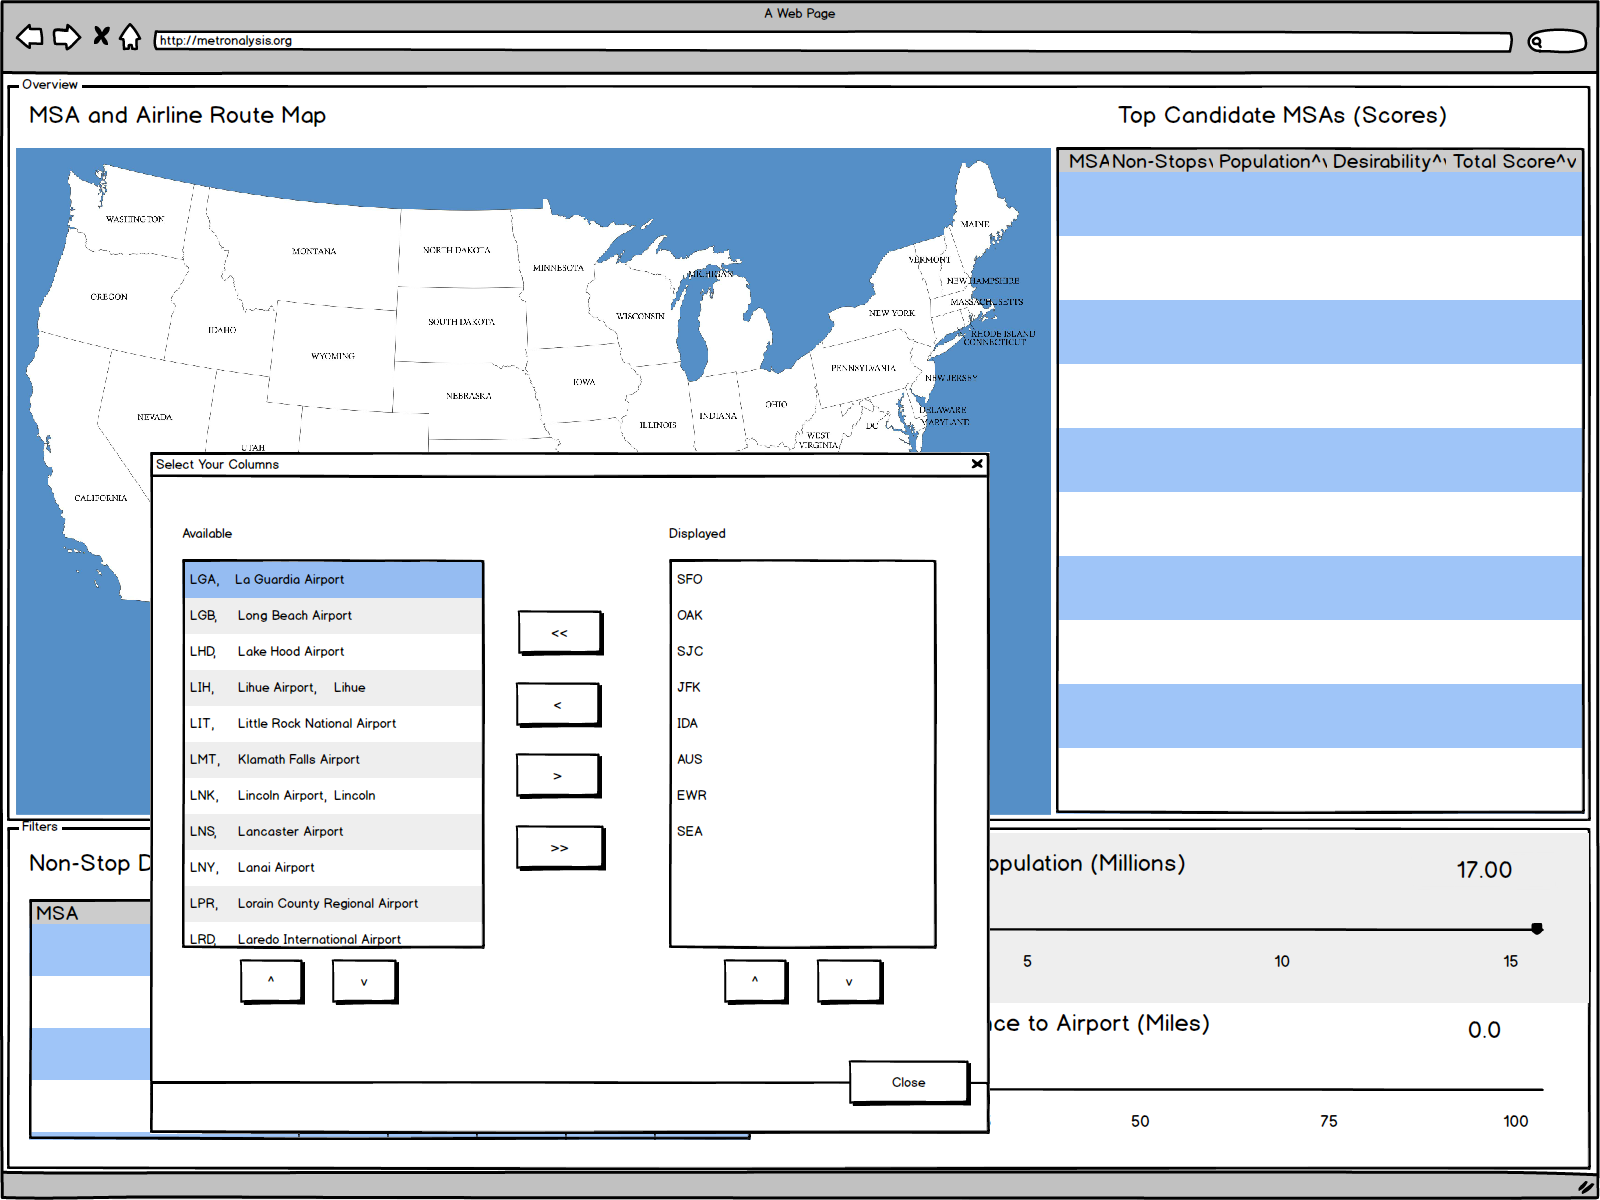 A Web Page
http://metronalysis.org
Overview
MSA and Airline Route Map
Top Candidate MSAs (Scores)
MSA Non-Stops Population^v Desirability^v Total Score^v
WASHINGTON
MONTANA
NORTH DAKOTA
MINNESOTA
MICHIGAN
MAINE
VERMONT
NEW HAMPSHIRE
MASSACHUSETTS
OREGON
IDAHO
WYOMING
SOUTH DAKOTA
WISCONSIN
NEW YORK
RHODE ISLAND
CONNECTICUT
PENNSYLVANIA
NEW JERSEY
NEVADA
NEBRASKA
IOWA
ILLINOIS
INDIANA
OHIO
WEST
VIRGINIA
DC
DELAWARE
MARYLAND
UTAH
CALIFORNIA
Select Your Columns
Available
Displayed
LGA, La Guardia Airport
LGB, Long Beach Airport
LHD, Lake Hood Airport
LIH, Lihue Airport, Lihue
LIT, Little Rock National Airport
LMT, Klamath Falls Airport
LNK, Lincoln Airport, Lincoln
LNS, Lancaster Airport
LNY, Lanai Airport
LPR, Lorain County Regional Airport
LRD, Laredo International Airport
<<
<
>
>>
SFO
OAK
SJC
JFK
IDA
AUS
EWR
SEA
^ v
^ v
Close
Filters
Non-Stop D
MSA
opulation (Millions)
17.00
5 10 15
nce to Airport (Miles)
0.0
50 75 100